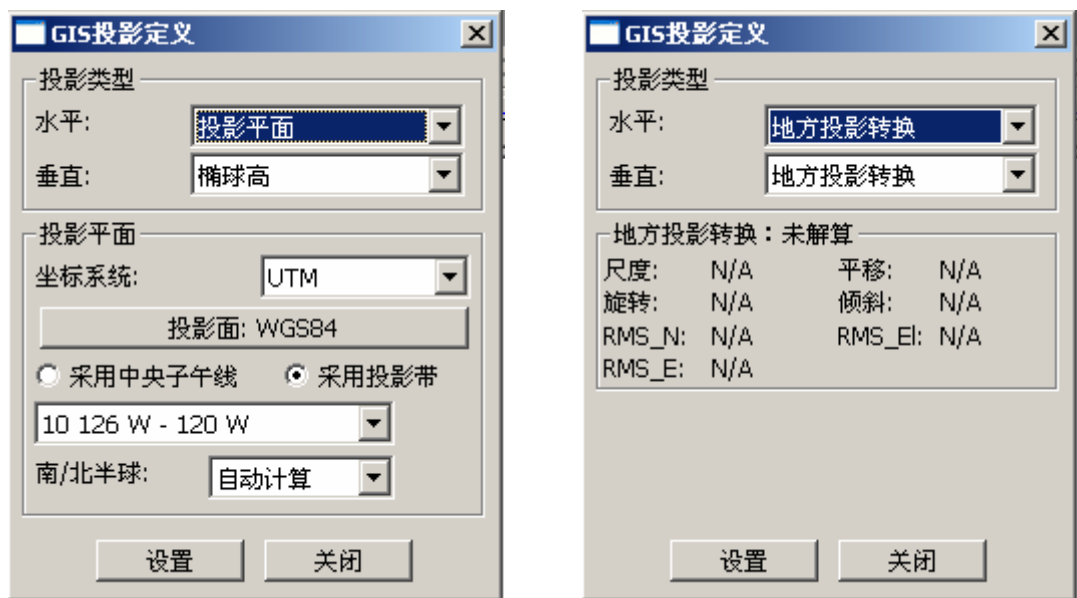 GIS投影定义
投影类型
水平: 投影平面
垂直: 椭球高
投影平面
坐标系统: UTM
投影面: WGS84
采用中央子午线 采用投影带
10 126 W - 120 W
南/北半球: 自动计算
设置 关闭
GIS投影定义
投影类型
水平: 地方投影转换
垂直: 地方投影转换
地方投影转换：未解算
尺度: N/A 平移: N/A
旋转: N/A 倾斜: N/A
RMS_N: N/A RMS_El: N/A
RMS_E: N/A
设置 关闭